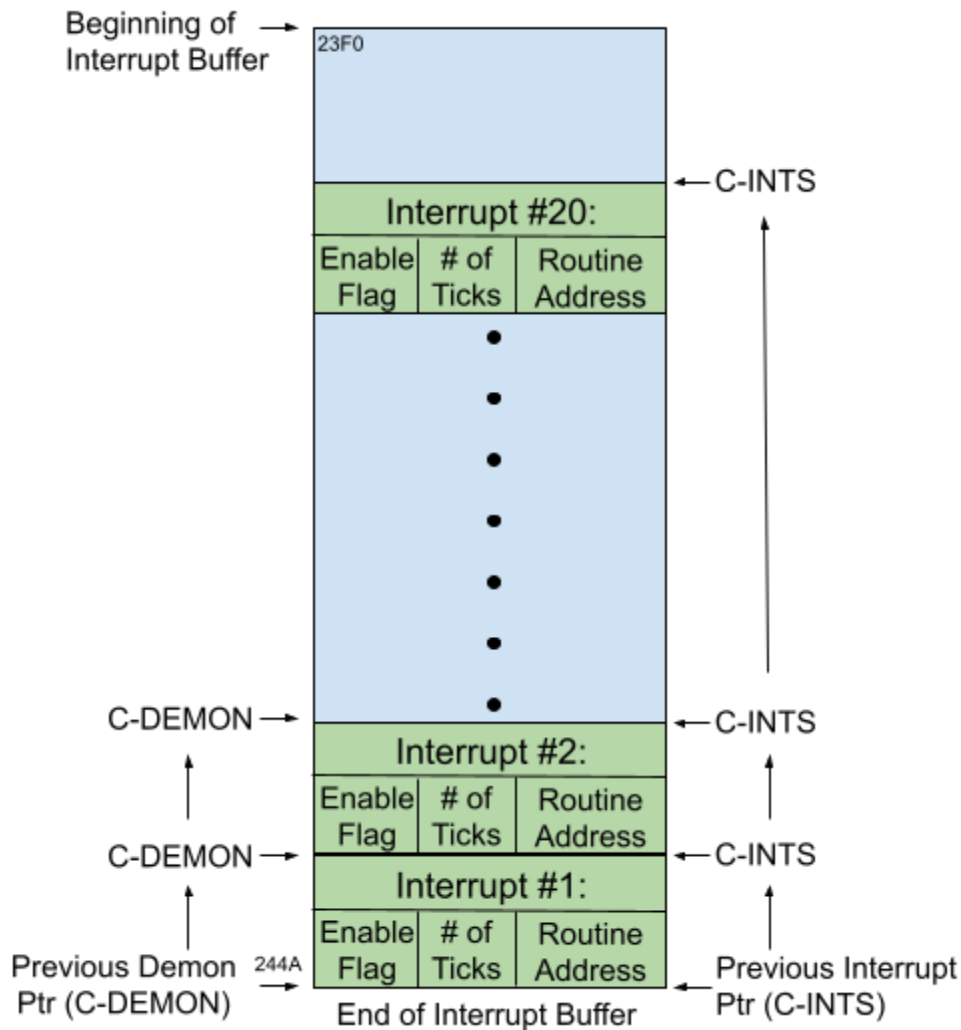 Beginning of
Interrupt Buffer
23F0
C-INTS
Interrupt #20:
Enable
Flag
# of
Ticks
Routine
Address
C-DEMON
C-INTS
Interrupt #2:
Enable
Flag
# of
Ticks
Routine
Address
C-DEMON
C-INTS
Interrupt #1:
Enable
Flag
# of
Ticks
Routine
Address
Previous Demon
Ptr (C-DEMON)
244A
Previous Interrupt
Ptr (C-INTS)
End of Interrupt Buffer